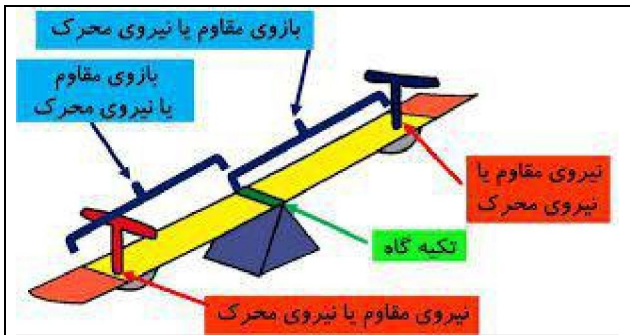 بازوی مقاوم یا نیروی محرک
بازوی مقاوم
یا نیروی محرک
نیروی مقاوم یا
نیروی محرک
تکیه گاه
نیروی مقاوم یا نیروی محرک